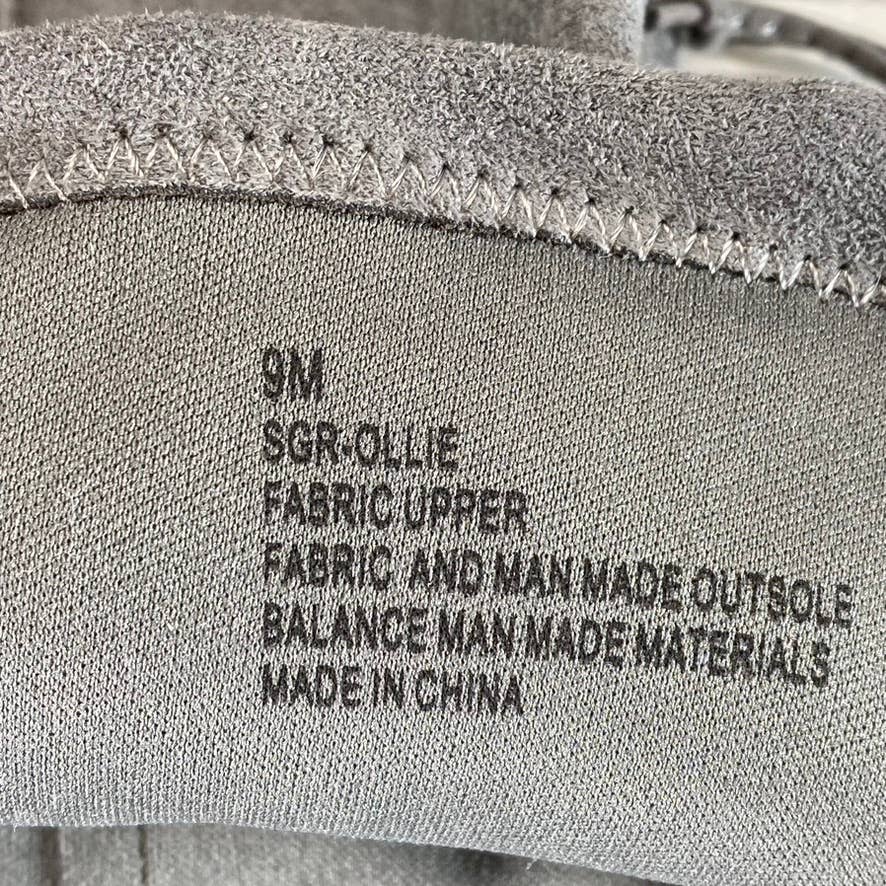 9M
SGR-OLLIE
FABRIC UPPER
FABRIC AND MAN MADE OUTSOLE
BALANCE MAN MADE MATERIALS
MADE IN CHINA